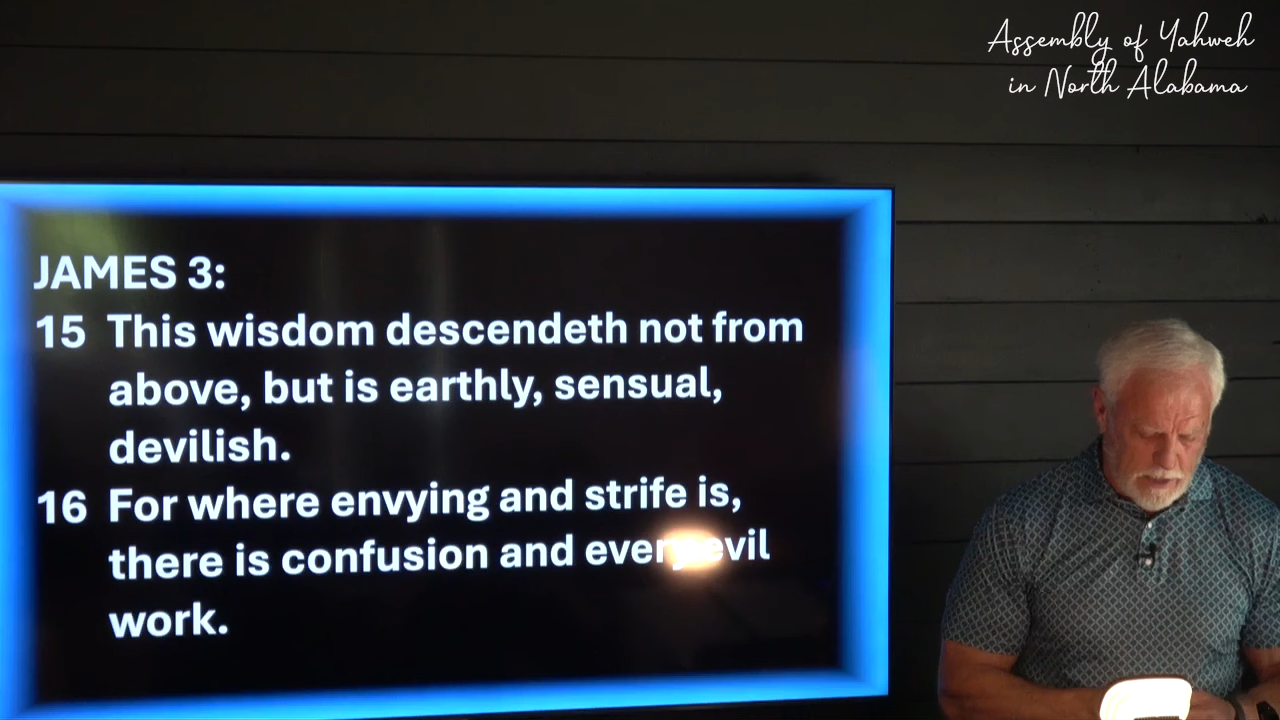 Assembly of Yahweh
in North Alabama
JAMES 3:
15 This wisdom descendeth not from
above, but is earthly, sensual,
devilish.
16 For where envying and strife is,
there is confusion and every evil
work.